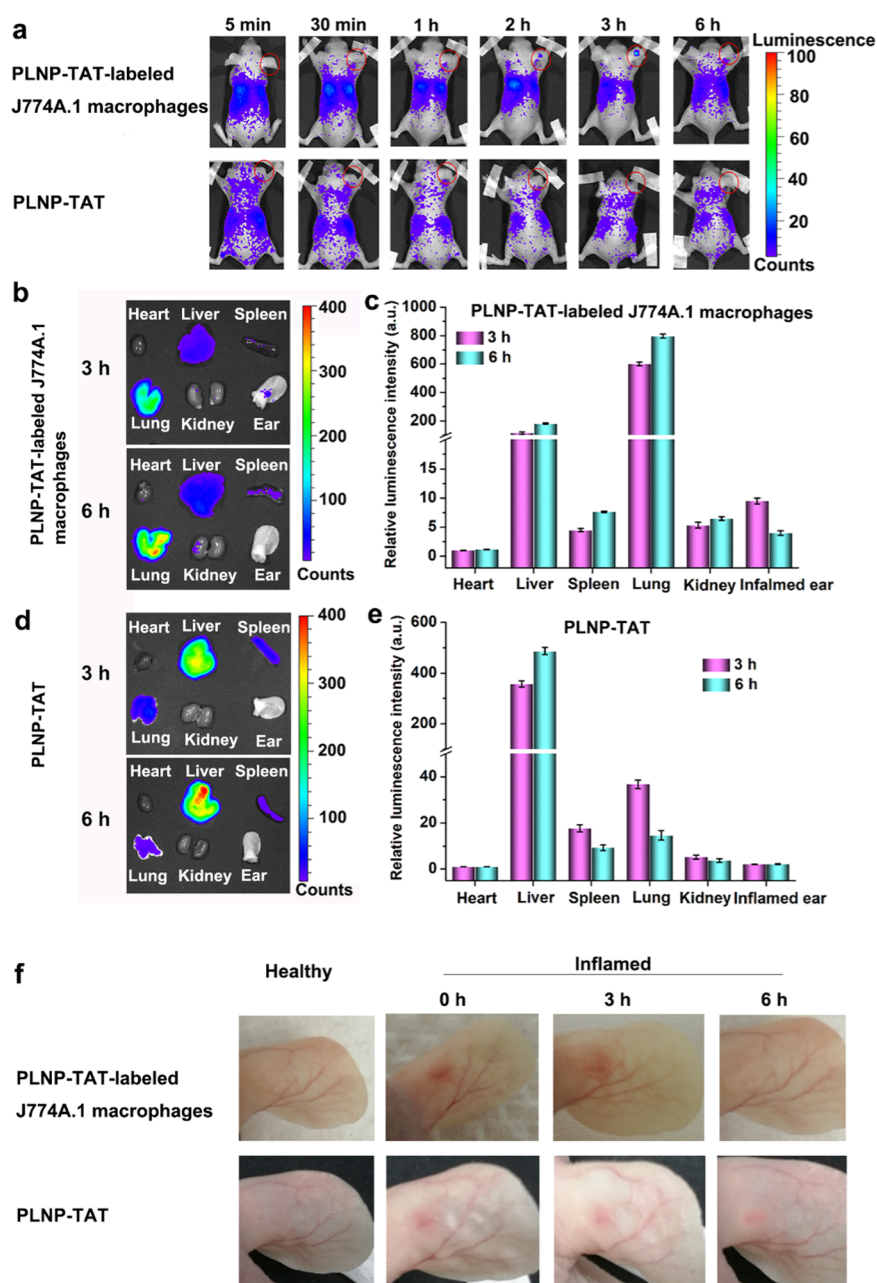 a
5 min 30 min 1 h 2 h 3 h 6 h
Luminescence
PLNP-TAT-labeled
J774A.1 macrophages
PLNP-TAT
100
80
60
40
20
Counts
b
PLNP-TAT-labeled J774A.1
macrophages
3 h
Heart Liver Spleen
Lung Kidney Ear
6 h
Heart Liver Spleen
Lung Kidney Ear
400
300
200
100
Counts
c
PLNP-TAT-labeled J774A.1 macrophages
3 h
6 h
Relative luminescence intensity (a.u.)
1000
800
600
400
200
15
10
5
0
Heart Liver Spleen Lung Kidney Infalmed ear
d
PLNP-TAT
3 h
Heart Liver Spleen
Lung Kidney Ear
6 h
Heart Liver Spleen
Lung Kidney Ear
400
300
200
100
Counts
e
PLNP-TAT
3 h
6 h
Relative luminescence intensity (a.u.)
600
400
200
40
20
0
Heart Liver Spleen Lung Kidney Inflamed ear
f
Healthy Inflamed
0 h 3 h 6 h
PLNP-TAT-labeled
J774A.1 macrophages
PLNP-TAT